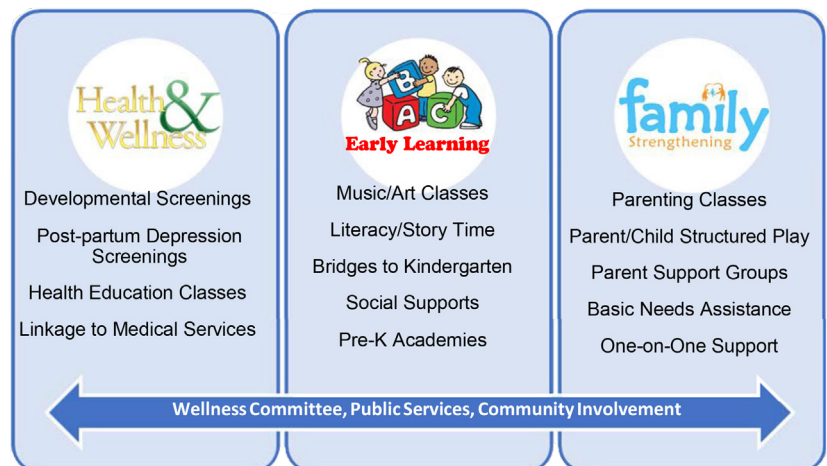 Health &
Wellness
Developmental Screenings
Post-partum Depression
Screenings
Health Education Classes
Linkage to Medical Services
B
A C
Early Learning
Music/Art Classes
Literacy/Story Time
Bridges to Kindergarten
Social Supports
Pre-K Academies
family
Strengthening
Parenting Classes
Parent/Child Structured Play
Parent Support Groups
Basic Needs Assistance
One-on-One Support
Wellness Committee, Public Services, Community Involvement